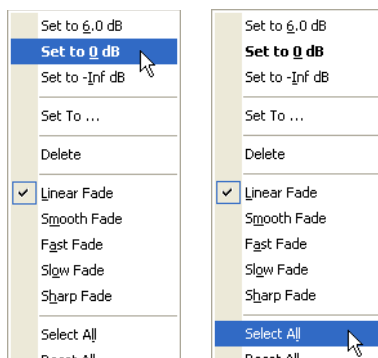 Set to 6.0 dB
Set to 0 dB
Set to -Inf dB
Set To ...
Delete
Linear Fade
Smooth Fade
Fast Fade
Slow Fade
Sharp Fade
Select All
Set to 6.0 dB
Set to 0 dB
Set to -Inf dB
Set To ...
Delete
Linear Fade
Smooth Fade
Fast Fade
Slow Fade
Sharp Fade
Select All